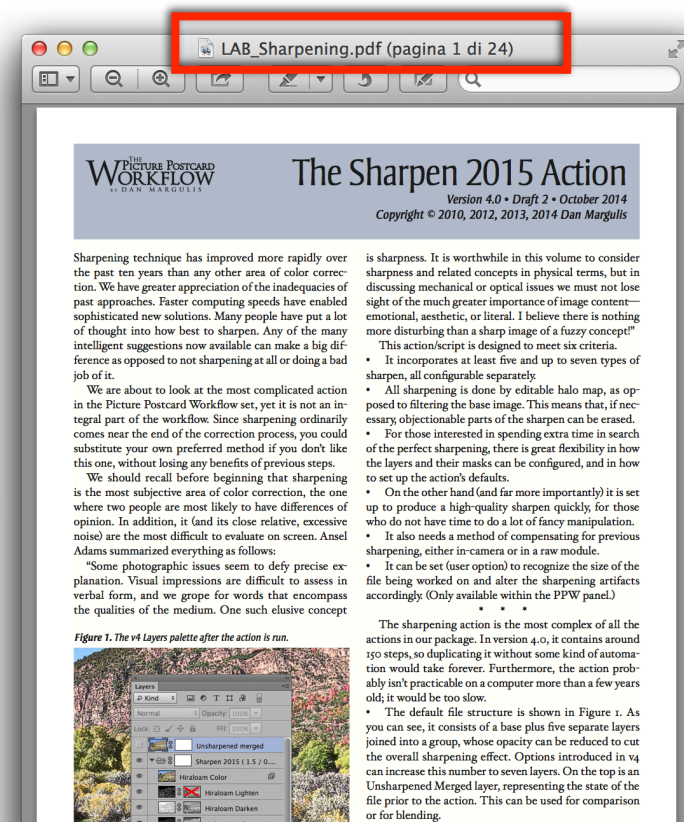 LAB_Sharpening.pdf (pagina 1 di 24)
THE
PICTURE POSTCARD
WORKFLOW
BY DAN MARGULIS
The Sharpen 2015 Action
Version 4.0 • Draft 2 • October 2014
Copyright © 2010, 2012, 2013, 2014 Dan Margulis
Sharpening technique has improved more rapidly over
the past ten years than any other area of color correc-
tion. We have greater appreciation of the inadequacies of
past approaches. Faster computing speeds have enabled
sophisticated new solutions. Many people have put a lot
of thought into how best to sharpen. Any of the many
intelligent suggestions now available can make a big dif-
ference as opposed to not sharpening at all or doing a bad
job of it.
We are about to look at the most complicated action
in the Picture Postcard Workflow set, yet it is not an in-
tegral part of the workflow. Since sharpening ordinarily
comes near the end of the correction process, you could
substitute your own preferred method if you don't like
this one, without losing any benefits of previous steps.
We should recall before beginning that sharpening
is the most subjective area of color correction, the one
where two people are most likely to have differences of
opinion. In addition, it (and its close relative, excessive
noise) are the most difficult to evaluate on screen. Ansel
Adams summarized everything as follows:
“Some photographic issues seem to defy precise ex-
planation. Visual impressions are difficult to assess in
verbal form, and we grope for words that encompass
the qualities of the medium. One such elusive concept
Figure 1. The v4 Layers palette after the action is run.
Layers
Kind
T
Normal
Opacity: 100%
Lock:
Fill: 100%
Unsharpened merged
Sharpen 2015 ( 1.5 / 0....
Hiraloam Color
Hiraloam Lighten
Hiraloam Darken
is sharpness. It is worthwhile in this volume to consider
sharpness and related concepts in physical terms, but in
discussing mechanical or optical issues we must not lose
sight of the much greater importance of image content—
emotional, aesthetic, or literal. I believe there is nothing
more disturbing than a sharp image of a fuzzy concept!”
This action/script is designed to meet six criteria.
• It incorporates at least five and up to seven types of
sharpen, all configurable separately.
• All sharpening is done by editable halo map, as op-
posed to filtering the base image. This means that, if nec-
essary, objectionable parts of the sharpen can be erased.
• For those interested in spending extra time in search
of the perfect sharpening, there is great flexibility in how
the layers and their masks can be configured, and in how
to set up the action's defaults.
• On the other hand (and far more importantly) it is set
up to produce a high-quality sharpen quickly, for those
who do not have time to do a lot of fancy manipulation.
• It also needs a method of compensating for previous
sharpening, either in-camera or in a raw module.
• It can be set (user option) to recognize the size of the
file being worked on and alter the sharpening artifacts
accordingly. (Only available within the PPW panel.)
* * *
The sharpening action is the most complex of all the
actions in our package. In version 4.0, it contains around
150 steps, so duplicating it without some kind of automa-
tion would take forever. Furthermore, the action prob-
ably isn't practicable on a computer more than a few years
old; it would be too slow.
• The default file structure is shown in Figure 1. As
you can see, it consists of a base plus five separate layers
joined into a group, whose opacity can be reduced to cut
the overall sharpening effect. Options introduced in v4
can increase this number to seven layers. On the top is an
Unsharpened Merged layer, representing the state of the
file prior to the action. This can be used for comparison
or for blending.